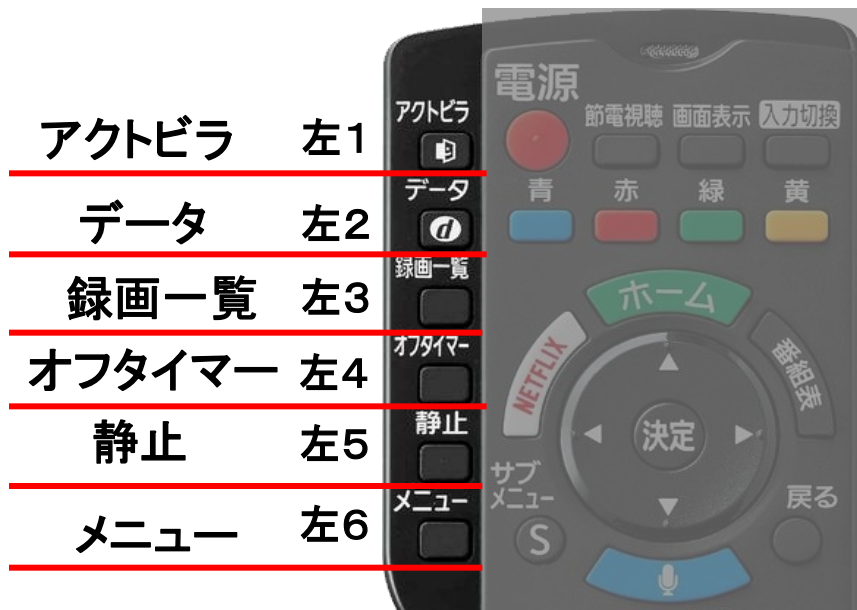 電源
アクトビラ 左1 アクトビラ 節電視聴 画面表示 入力切換
データ 左2 データ 青 赤 緑 黄
d
録画一覧 左3 録画一覧
ホーム
オフタイマー 左4 オフタイマー NETFLIX 番組表
静止 左5 静止 決定
サブメニュー 戻る
メニュー 左6 メニュー S